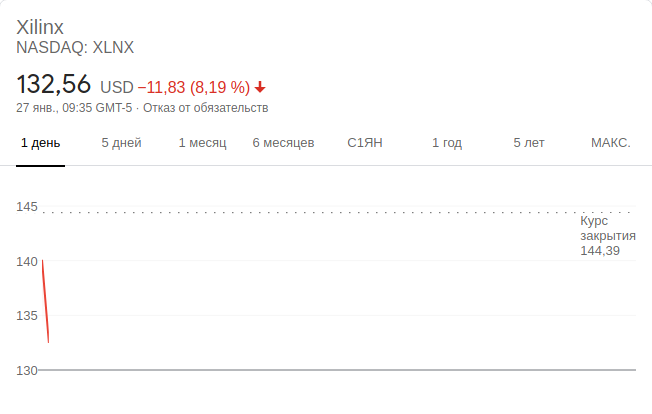 Xilinx
NASDAQ: XLNX
132,56 USD −11,83 (8,19 %)
27 янв., 09:35 GMT-5 · Отказ от обязательств
1 день 5 дней 1 месяц 6 месяцев С1ЯН 1 год 5 лет МАКС.
145
Курс
закрытия
144,39
140
135
130